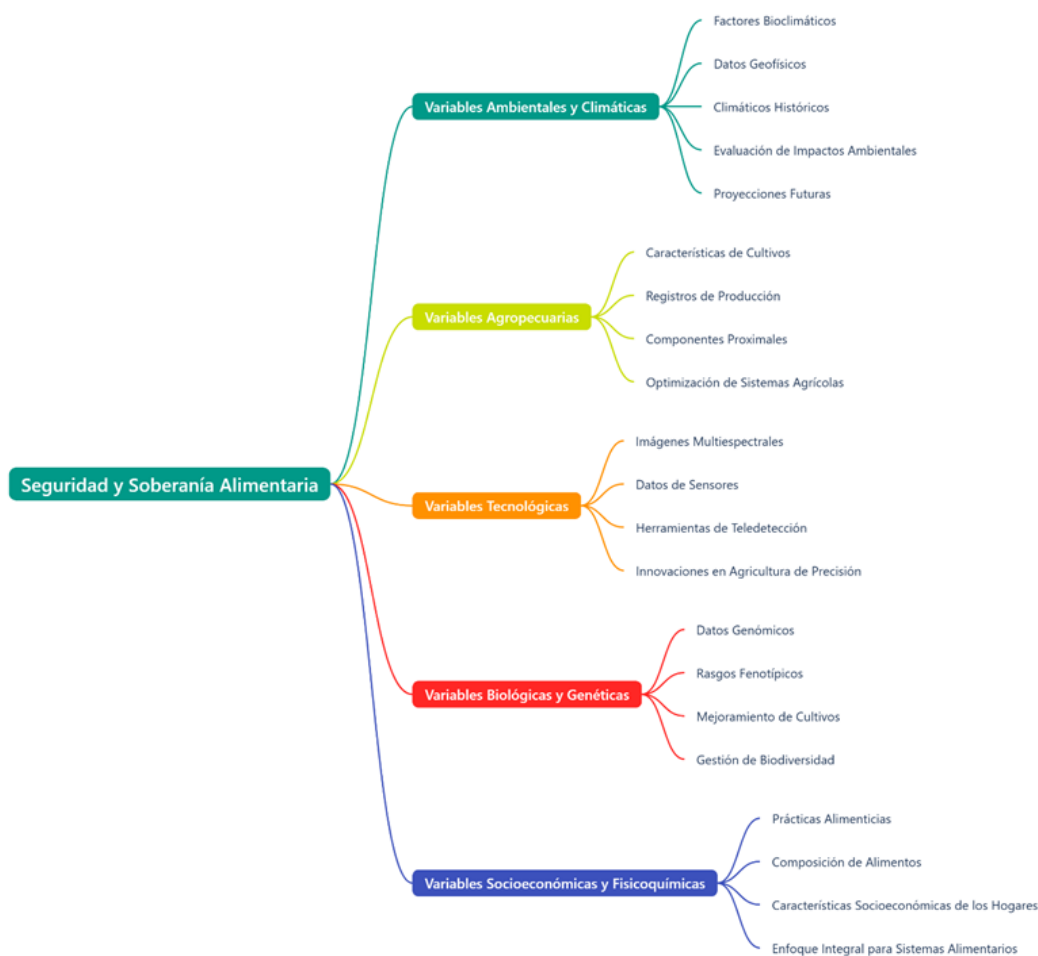 Seguridad y Soberanía Alimentaria
Variables Ambientales y Climáticas
Factores Bioclimáticos
Datos Geofísicos
Climáticos Históricos
Evaluación de Impactos Ambientales
Proyecciones Futuras
Variables Agropecuarias
Características de Cultivos
Registros de Producción
Componentes Proximales
Optimización de Sistemas Agrícolas
Variables Tecnológicas
Imágenes Multiespectrales
Datos de Sensores
Herramientas de Teledetección
Innovaciones en Agricultura de Precisión
Variables Biológicas y Genéticas
Datos Genómicos
Rasgos Fenotípicos
Mejoramiento de Cultivos
Gestión de Biodiversidad
Variables Socioeconómicas y Fisicoquímicas
Prácticas Alimenticias
Composición de Alimentos
Características Socioeconómicas de los Hogares
Enfoque Integral para Sistemas Alimentarios